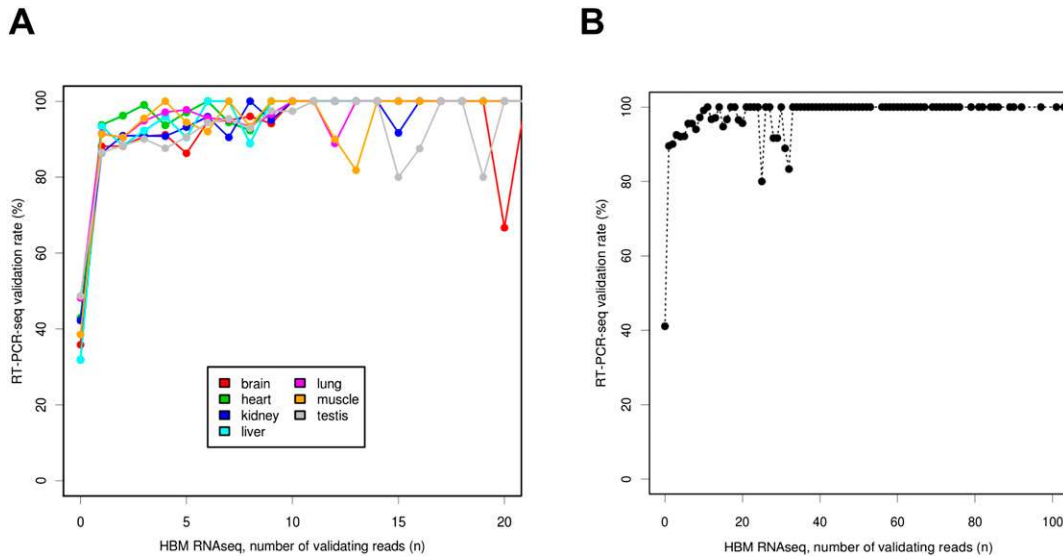 A
B
100
80
60
40
20
0
RT-PCR-seq validation rate (%)
brain
heart
kidney
liver
lung
muscle
testis
0 5 10 15 20
HBM RNAseq, number of validating reads (n)
100
80
60
40
20
0
RT-PCR-seq validation rate (%)
0 20 40 60 80 100
HBM RNAseq, number of validating reads (n)